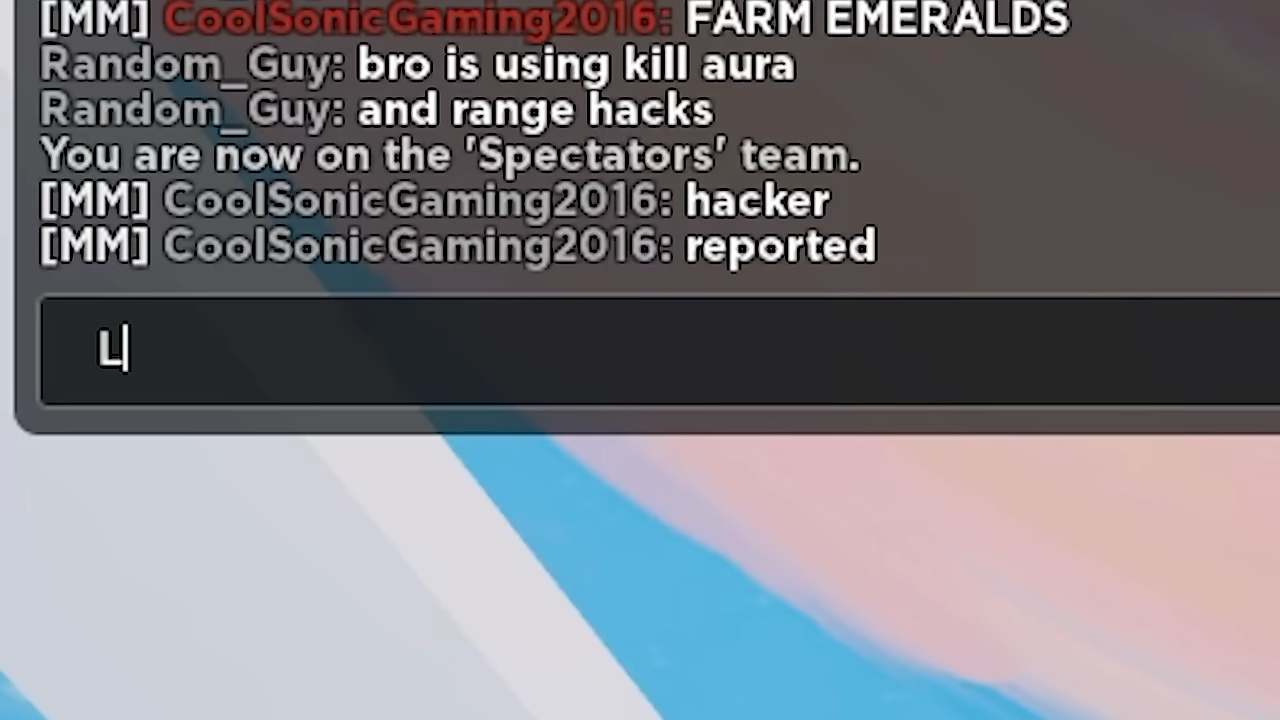 [MM] CoolSonicGaming2016: FARM EMERALDS
Random_Guy: bro is using kill aura
Random_Guy: and range hacks
You are now on the 'Spectators' team.
[MM] CoolSonicGaming2016: hacker
[MM] CoolSonicGaming2016: reported
L